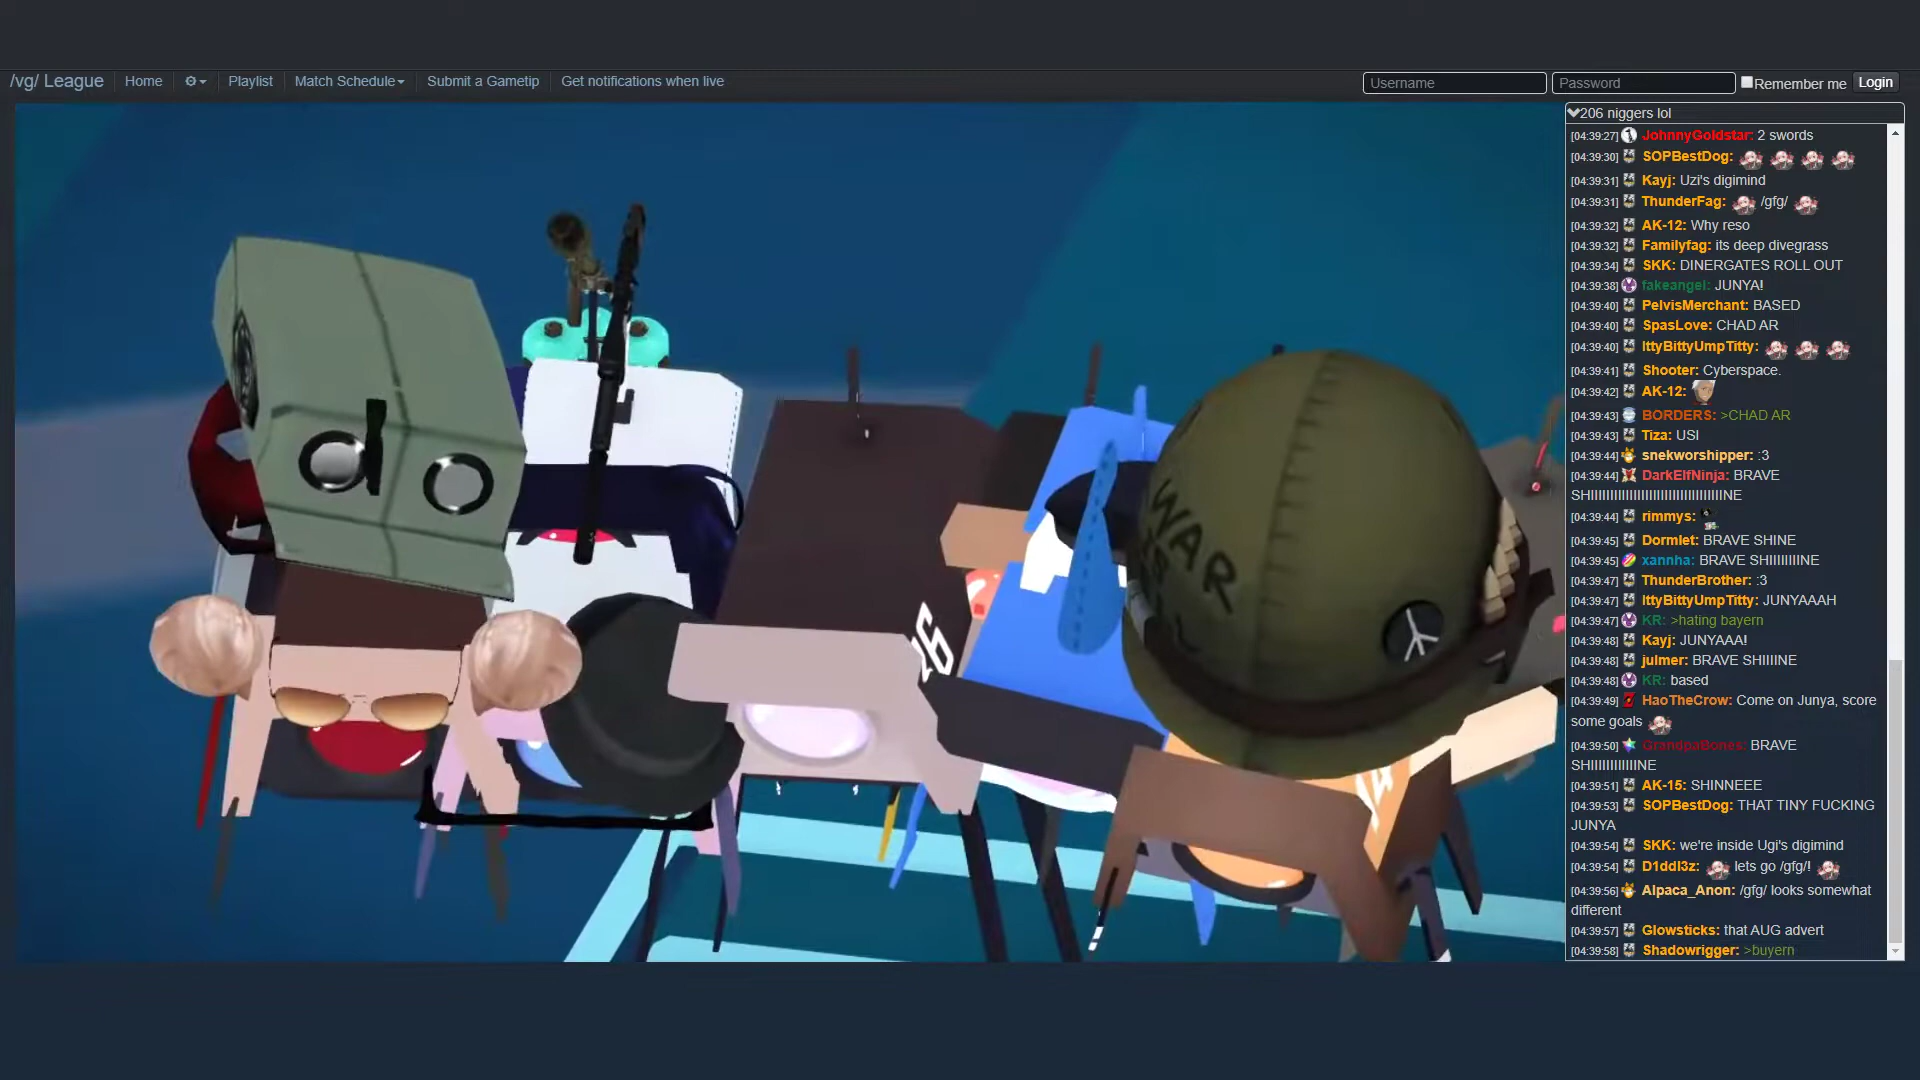 /vg/ League Home Playlist Match Schedule Submit a Gametip Get notifications when live Username Password Remember me Login
206 niggers lol
[04:39:27] JohnnyGoldstar: 2 swords
[04:39:30] SOPBestDog:
[04:39:31] Kayj: Uzi's digimind
[04:39:31] ThunderFag: /gfg/
[04:39:32] AK-12: Why reso
[04:39:32] Familyfag: its deep divegrass
[04:39:34] SKK: DINERGATES ROLL OUT
[04:39:38] fakeangel: JUNYA!
[04:39:40] PelvisMerchant: BASED
[04:39:40] SpasLove: CHAD AR
[04:39:40] IttyBittyUmpTitty:
[04:39:41] Shooter: Cyberspace.
[04:39:42] AK-12:
[04:39:43] BORDERS: >CHAD AR
[04:39:43] Tiza: USI
[04:39:44] snekworshipper: :3
[04:39:44] DarkElfNinja: BRAVE
SHIIIIIIIIIIIIIIIIIIIIIIIIIIIIIIIIINE
[04:39:44] rimmys:
[04:39:45] Dormlet: BRAVE SHINE
[04:39:45] xannha: BRAVE SHIIIIIIIINE
[04:39:47] ThunderBrother: :3
[04:39:47] IttyBittyUmpTitty: JUNYAAAH
[04:39:47] KR: >hating bayern
[04:39:48] Kayj: JUNYAAA!
[04:39:48] julmer: BRAVE SHIIIINE
[04:39:48] KR: based
[04:39:49] HaoTheCrow: Come on Junya, score
some goals
[04:39:50] GrandpaBones: BRAVE
SHIIIIIIIIIIIINE
[04:39:51] AK-15: SHINNEEE
[04:39:53] SOPBestDog: THAT TINY FUCKING
JUNYA
[04:39:54] SKK: we're inside Ugi's digimind
[04:39:54] D1ddl3z: lets go /gfg/!
[04:39:56] Alpaca_Anon: /gfg/ looks somewhat
different
[04:39:57] Glowsticks: that AUG advert
[04:39:58] Shadowrigger: >buyern
WAR